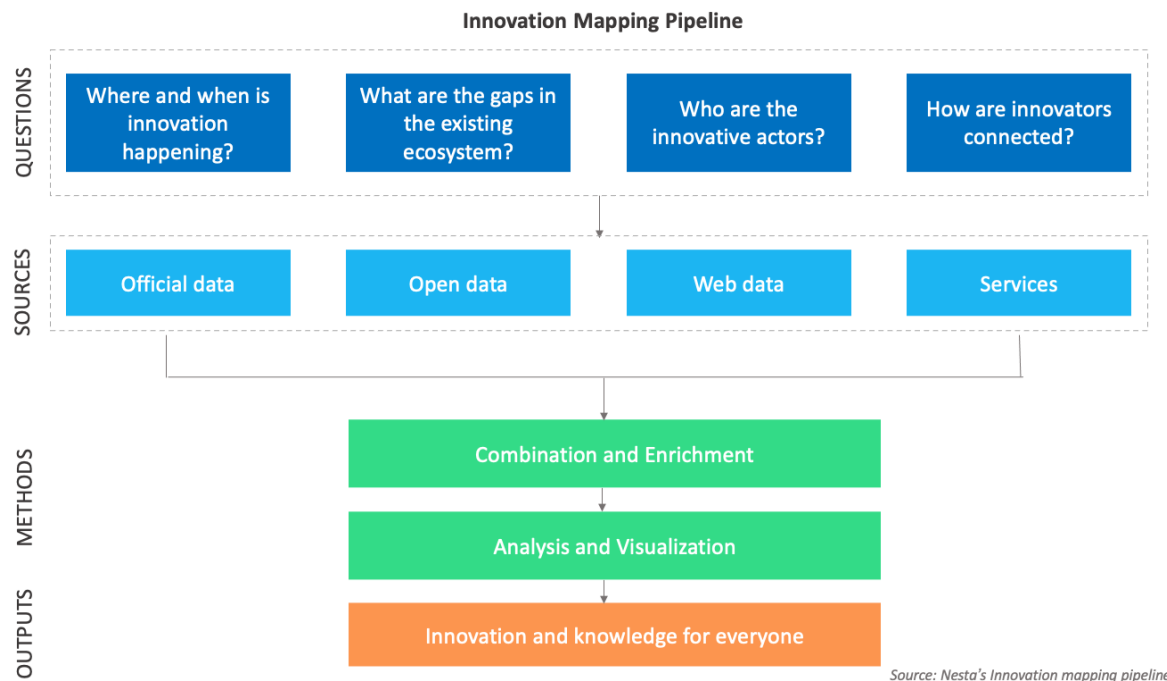 Innovation Mapping Pipeline
QUESTIONS
Where and when is
innovation
happening?
What are the gaps in
the existing
ecosystem?
Who are the
innovative actors?
How are innovators
connected?
SOURCES
Official data
Open data
Web data
Services
METHODS
Combination and Enrichment
Analysis and Visualization
OUTPUTS
Innovation and knowledge for everyone
Source: Nesta's Innovation mapping pipeline